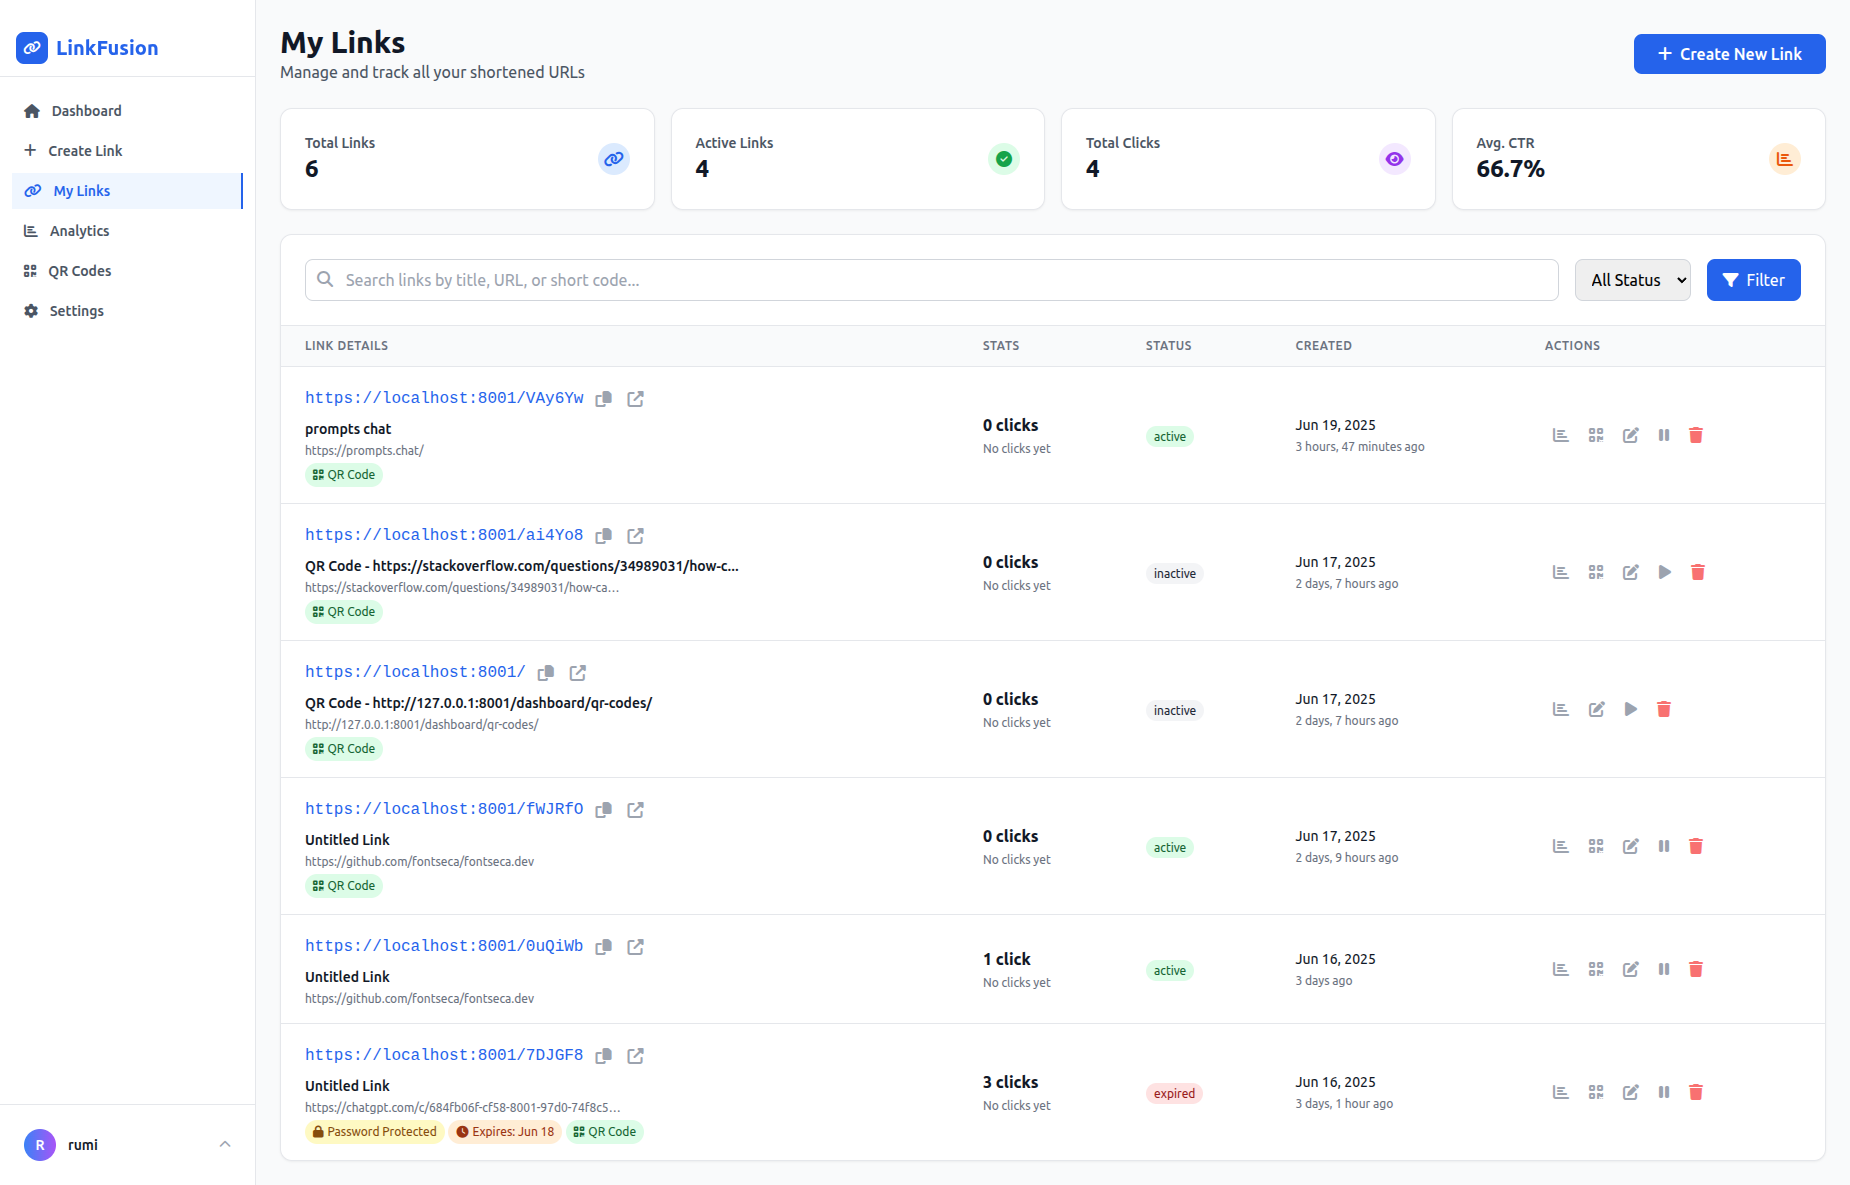 LinkFusion
Dashboard
Create Link
My Links
Analytics
QR Codes
Settings
R rumi
My Links
Manage and track all your shortened URLs
Create New Link
Total Links
6
Active Links
4
Total Clicks
4
Avg. CTR
66.7%
Search links by title, URL, or short code...
All Status
Filter
LINK DETAILS STATS STATUS CREATED ACTIONS
https://localhost:8001/VAy6Yw
prompts chat
https://prompts.chat/
QR Code
0 clicks
No clicks yet
active
Jun 19, 2025
3 hours, 47 minutes ago
https://localhost:8001/ai4Yo8
QR Code - https://stackoverflow.com/questions/34989031/how-c...
https://stackoverflow.com/questions/34989031/how-ca...
QR Code
0 clicks
No clicks yet
inactive
Jun 17, 2025
2 days, 7 hours ago
https://localhost:8001/
QR Code - http://127.0.0.1:8001/dashboard/qr-codes/
http://127.0.0.1:8001/dashboard/qr-codes/
QR Code
0 clicks
No clicks yet
inactive
Jun 17, 2025
2 days, 7 hours ago
https://localhost:8001/fWJRfO
Untitled Link
https://github.com/fontseca/fontseca.dev
QR Code
0 clicks
No clicks yet
active
Jun 17, 2025
2 days, 9 hours ago
https://localhost:8001/0uQiWb
Untitled Link
https://github.com/fontseca/fontseca.dev
1 click
No clicks yet
active
Jun 16, 2025
3 days ago
https://localhost:8001/7DJGF8
Untitled Link
https://chatgpt.com/c/684fb06f-cf58-8001-97d0-74f8c5...
Password Protected Expires: Jun 18 QR Code
3 clicks
No clicks yet
expired
Jun 16, 2025
3 days, 1 hour ago